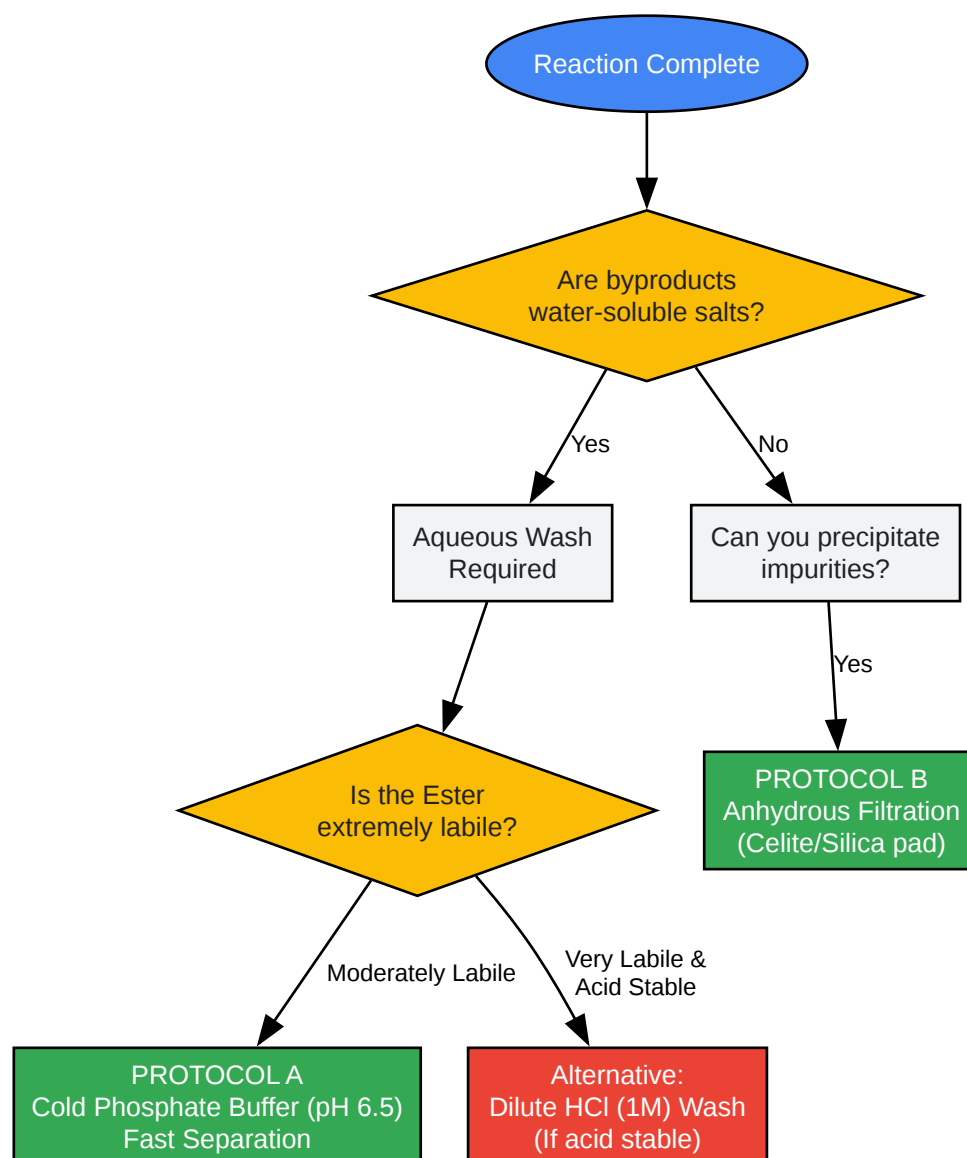 Reaction Complete
Are byproducts
water-soluble salts?
Yes
No
Aqueous Wash
Required
Can you precipitate
impurities?
Yes
Is the Ester
extremely labile?
PROTOCOL B
Anhydrous Filtration
(Celite/Silica pad)
Moderately Labile
Very Labile &
Acid Stable
PROTOCOL A
Cold Phosphate Buffer (pH 6.5)
Fast Separation
Alternative:
Dilute HCl (1M) Wash
(If acid stable)